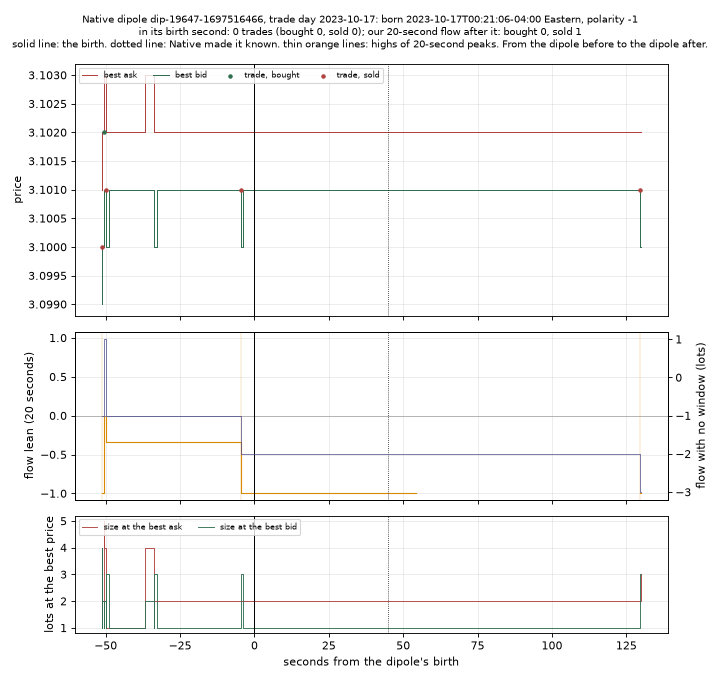 Native dipole dip-19647-1697516466, trade day 2023-10-17: born 2023-10-17T00:21:06-04:00 Eastern, polarity -1
in its birth second: 0 trades (bought 0, sold 0); our 20-second flow after it: bought 0, sold 1
solid line: the birth. dotted line: Native made it known. thin orange lines: highs of 20-second peaks. From the dipole before to the dipole after.
best ask best bid trade, bought trade, sold
3.1030
3.1025
3.1020
3.1015
3.1010
3.1005
3.1000
3.0995
3.0990
price
1.0
0.5
0.0
−0.5
−1.0
flow lean (20 seconds)
1
0
−1
−2
−3
flow with no window (lots)
size at the best ask size at the best bid
5
4
3
2
1
lots at the best price
−50 −25 0 25 50 75 100 125
seconds from the dipole's birth